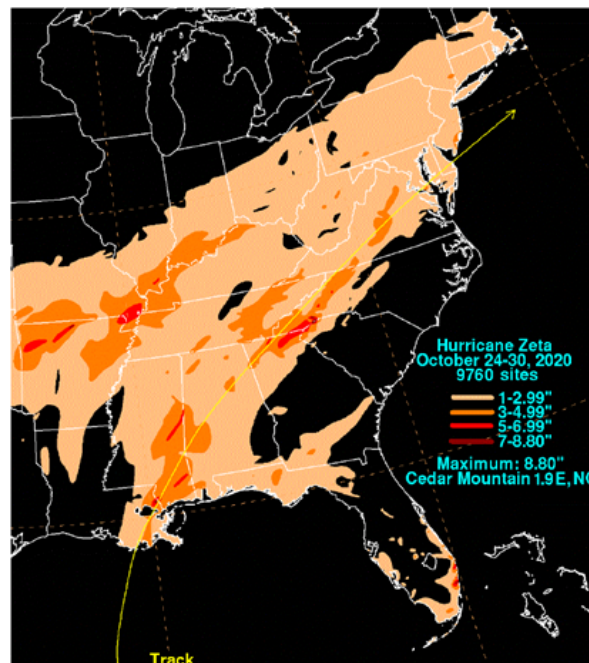 Hurricane Zeta
October 24-30, 2020
9760 sites
1-2.99"
3-4.99"
5-6.99"
7-8.80"
Maximum: 8.80"
Cedar Mountain 1.9E, NC
Track